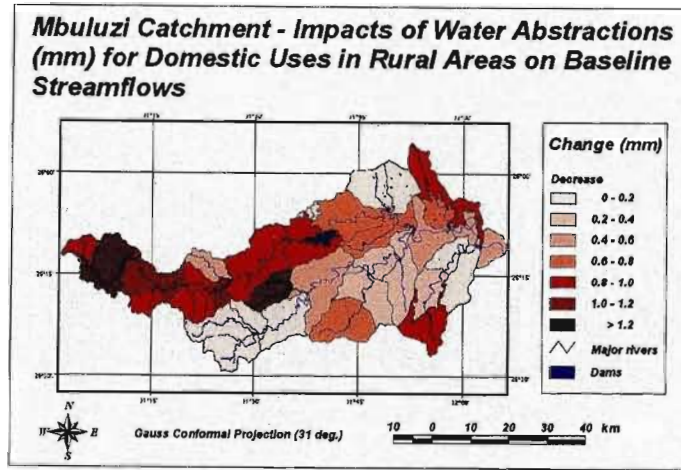 Mbuluzi Catchment - Impacts of Water Abstractions
(mm) for Domestic Uses in Rural Areas on Baseline
Streamflows
Change (mm)
Decrease
0 - 0.2
0.2 - 0.4
0.4 - 0.6
0.6 - 0.8
0.8 - 1.0
1.0 - 1.2
> 1.2
Major rivers
Dams
N
W E
S
Gauss Conformal Projection (31 deg.)
10 0 10 20 30 40 km